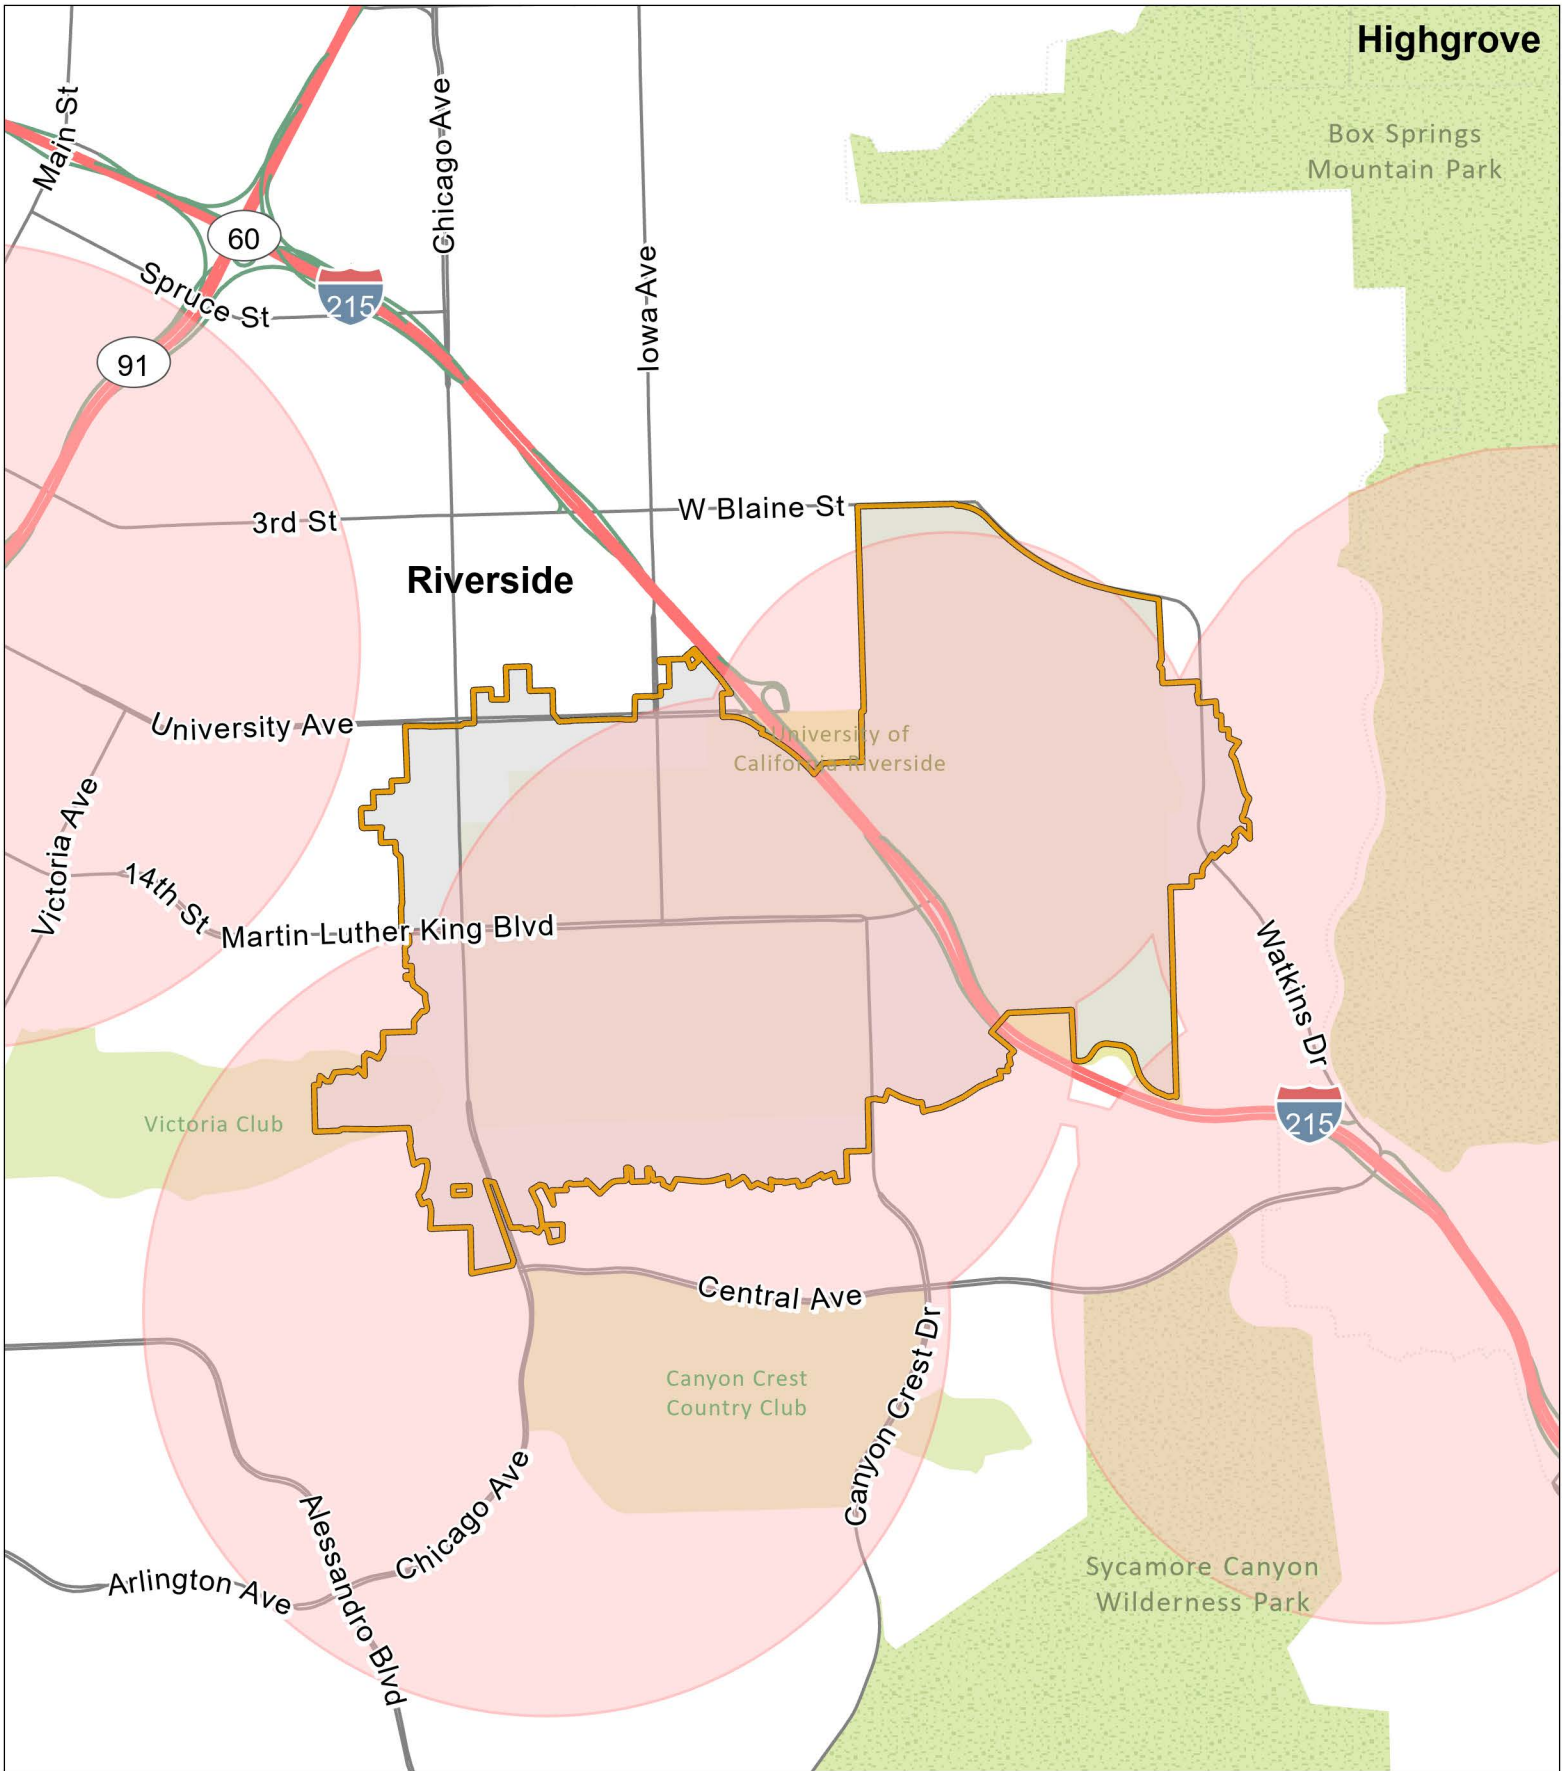 Highgrove
Box Springs
Mountain Park
Main St
Chicago Ave
60
Iowa Ave
Spruce St
215
91
W Blaine St
3rd St
Riverside
University Ave
University of
California Riverside
Victoria Ave
14th St
Martin Luther King Blvd
Watkins Dr
Victoria Club
215
Central Ave
Canyon Crest
Country Club
Canyon Crest Dr
Chicago Ave
Alessandro Blvd
Arlington Ave
Sycamore Canyon
Wilderness Park